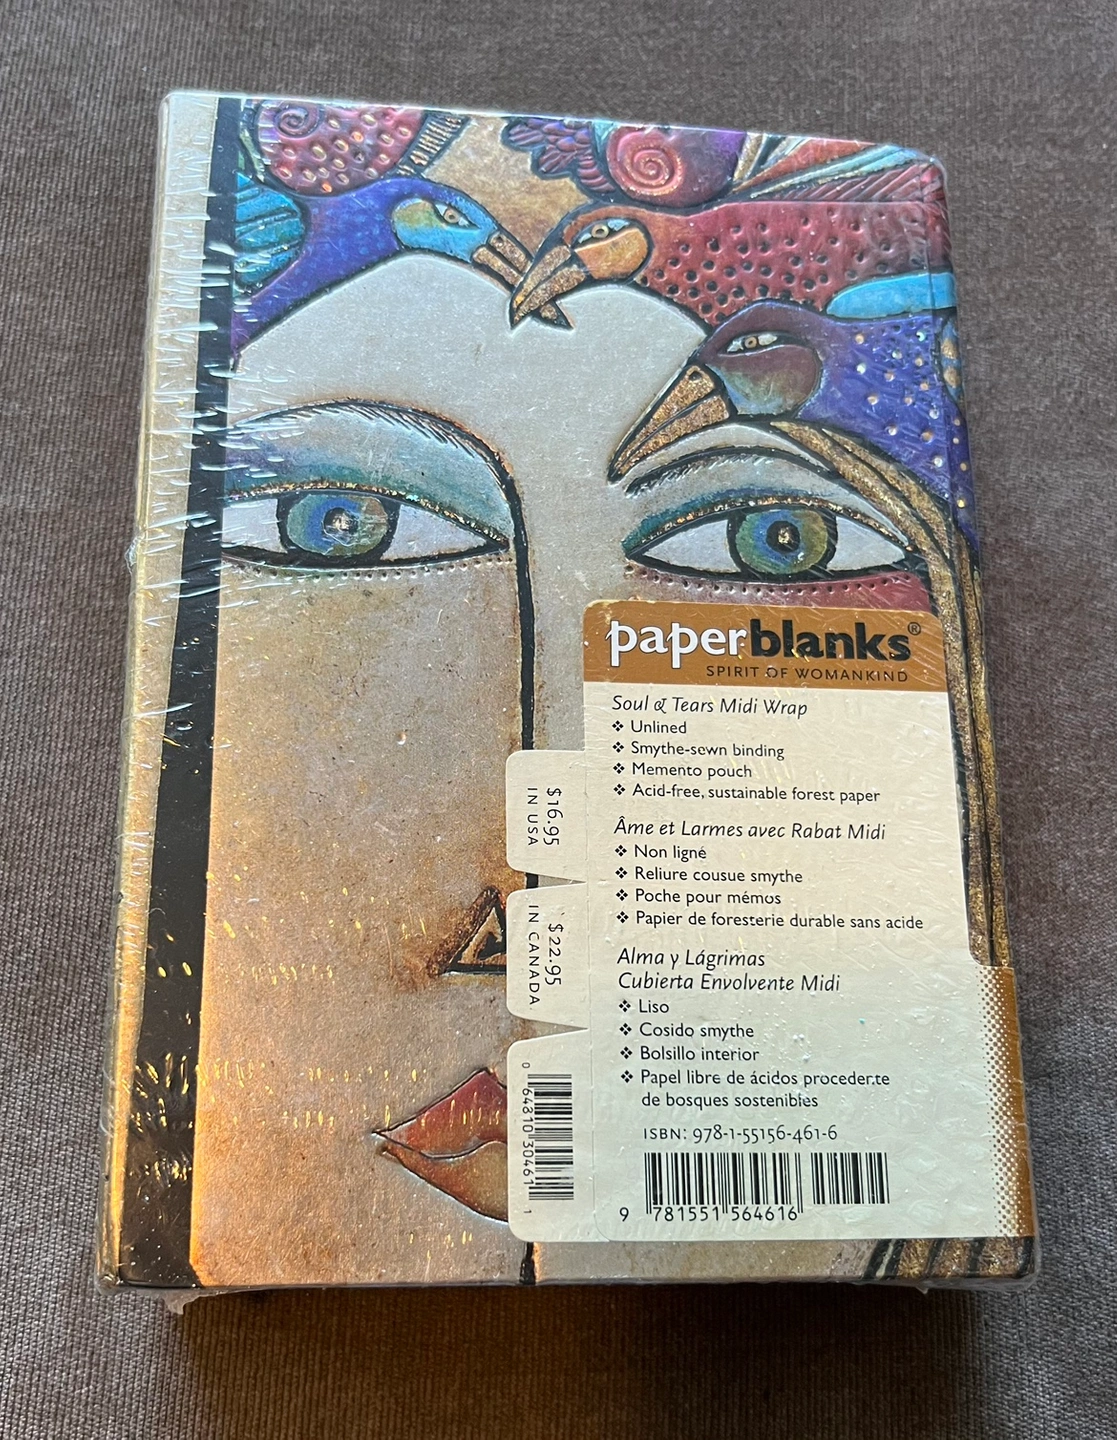 paperblanks®
SPIRIT OF WOMANKIND
Soul & Tears Midi Wrap
❖ Unlined
❖ Smythe-sewn binding
❖ Memento pouch
❖ Acid-free, sustainable forest paper
Âme et Larmes avec Rabat Midi
❖ Non ligné
❖ Reliure cousue smythe
❖ Poche pour mémos
❖ Papier de foresterie durable sans acide
Alma y Lágrimas
Cubierta Envolvente Midi
❖ Liso
❖ Cosido smythe
❖ Bolsillo interior
❖ Papel libre de ácidos procedente
de bosques sostenibles
ISBN: 978-1-55156-461-6
9 781551 564616
$16.95
IN USA
$22.95
IN CANADA
0 64810 30461 1